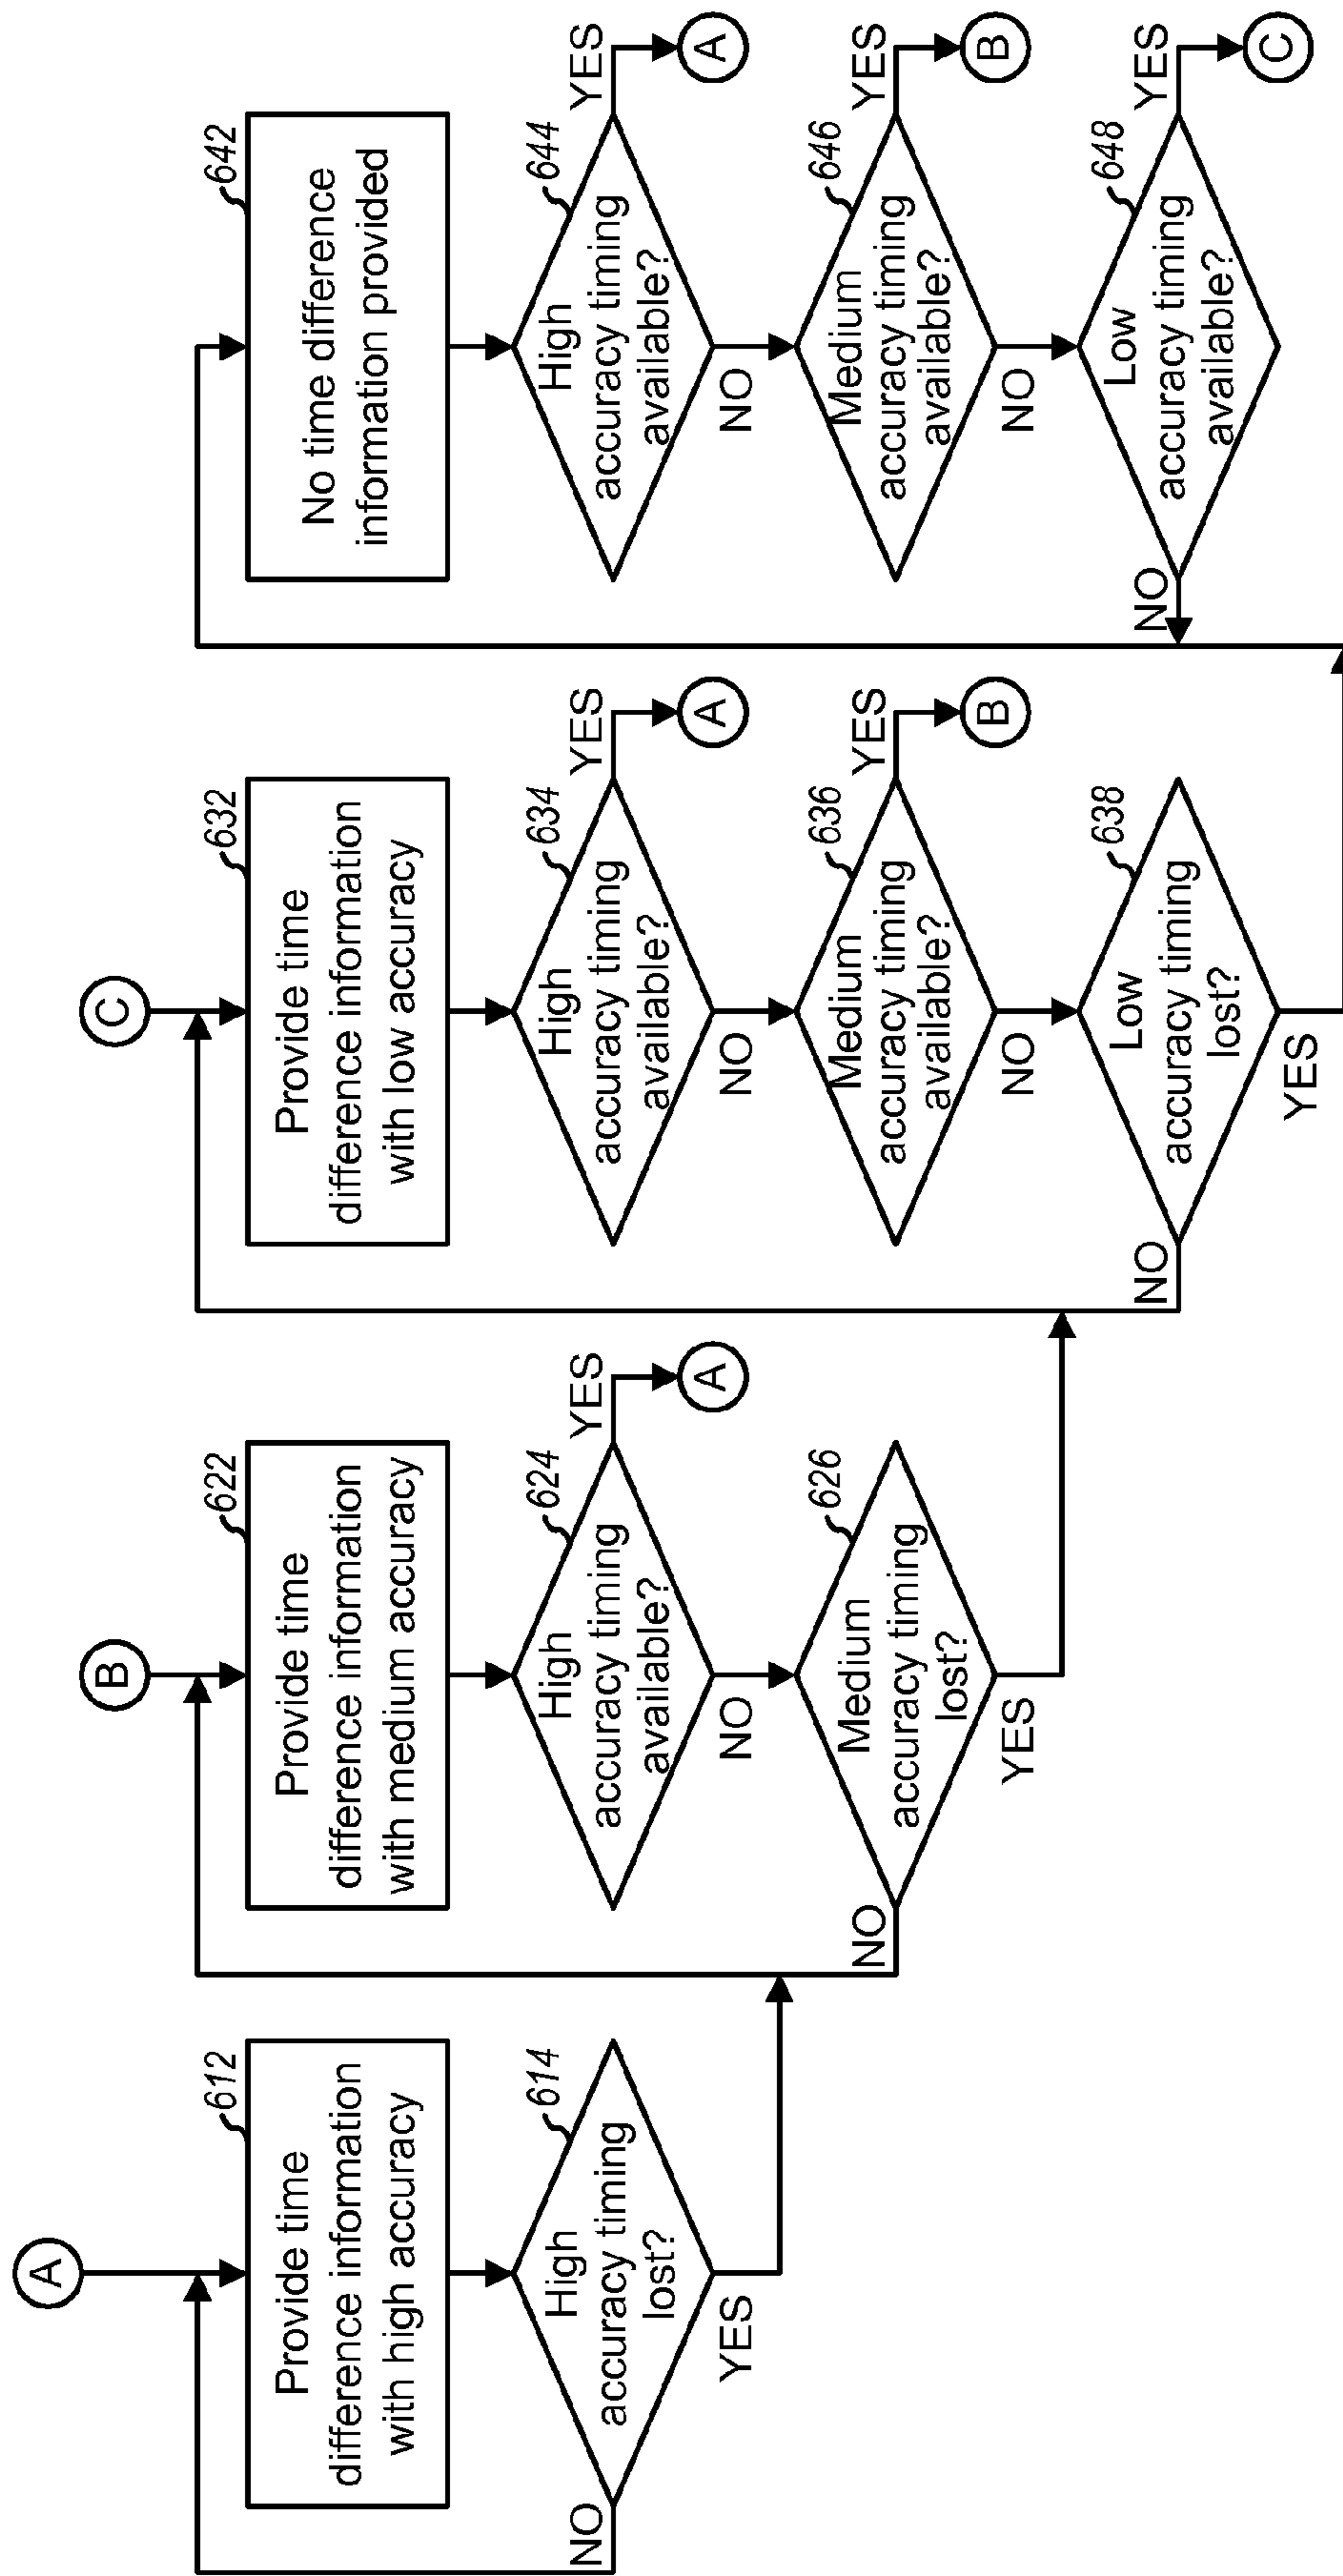 A
612
Provide time
difference information
with high accuracy
614
High
accuracy timing
lost?
NO
YES
B
622
Provide time
difference information
with medium accuracy
624
High
accuracy timing
available?
YES
A
NO
626
Medium
accuracy timing
lost?
NO
YES
C
632
Provide time
difference information
with low accuracy
634
High
accuracy timing
available?
YES
A
NO
636
Medium
accuracy timing
available?
YES
B
NO
638
Low
accuracy timing
lost?
NO
YES
642
No time difference
information provided
644
High
accuracy timing
available?
YES
A
NO
646
Medium
accuracy timing
available?
YES
B
NO
648
Low
accuracy timing
available?
YES
C
NO